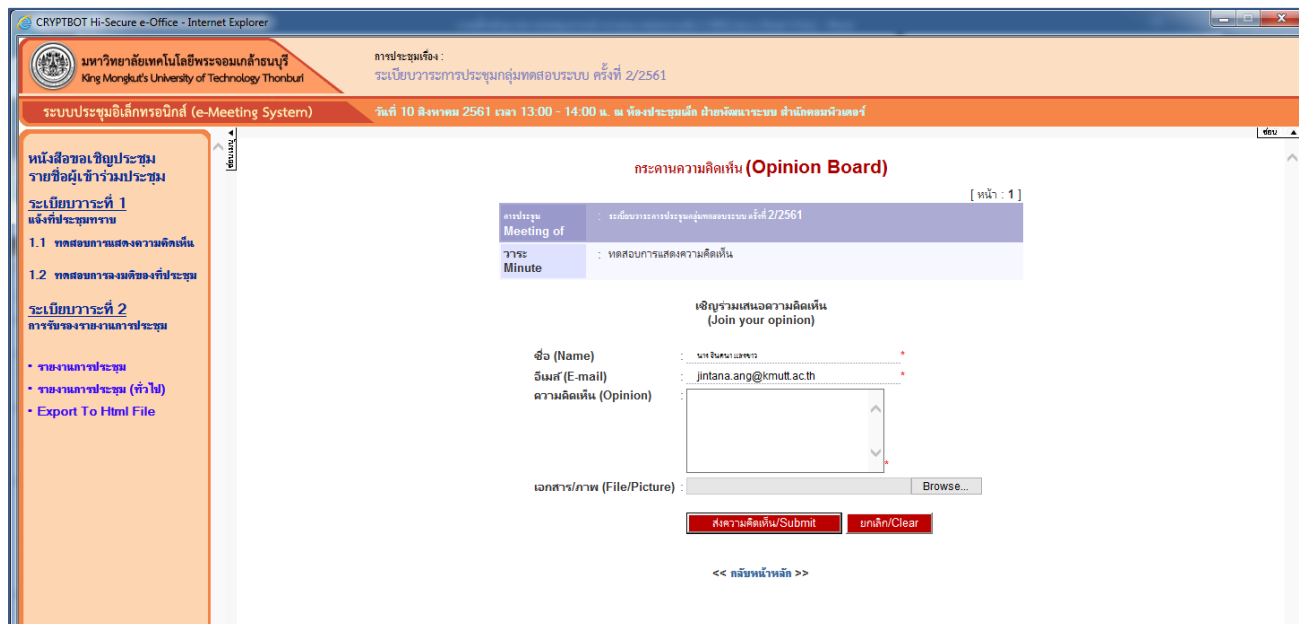 CRYPTBOT Hi-Secure e-Office - Internet Explorer
มหาวิทยาลัยเทคโนโลยีพระจอมเกล้าธนบุรี
King Mongkut's University of Technology Thonburi
การประชุมเรื่อง :
ระเบียบวาระการประชุมกลุ่มทดสอบระบบ ครั้งที่ 2/2561
ระบบประชุมอิเล็กทรอนิกส์ (e-Meeting System)
วันที่ 10 สิงหาคม 2561 เวลา 13:00 - 14:00 น. ณ ห้องประชุมเล็ก ฝ่ายพัฒนาระบบ สำนักคอมพิวเตอร์
ซ่อน
ซ่อนเมนู
หนังสือขอเชิญประชุม
รายชื่อผู้เข้าร่วมประชุม
ระเบียบวาระที่ 1
แจ้งที่ประชุมทราบ
1.1 ทดสอบการแสดงความคิดเห็น
1.2 ทดสอบการลงมติของที่ประชุม
ระเบียบวาระที่ 2
การรับรองรายงานการประชุม
• รายงานการประชุม
• รายงานการประชุม (ทั่วไป)
• Export To Html File
กระดานความคิดเห็น (Opinion Board)
[ หน้า : 1 ]
การประชุม : ระเบียบวาระการประชุมกลุ่มทดสอบระบบ ครั้งที่ 2/2561
Meeting of
วาระ : ทดสอบการแสดงความคิดเห็น
Minute
เชิญร่วมเสนอความคิดเห็น
(Join your opinion)
ชื่อ (Name) : *
อีเมล์ (E-mail) : jintana.ang@kmutt.ac.th *
ความคิดเห็น (Opinion) : *
เอกสาร/ภาพ (File/Picture) : Browse...
ส่งความคิดเห็น/Submit ยกเลิก/Clear
<< กลับหน้าหลัก >>